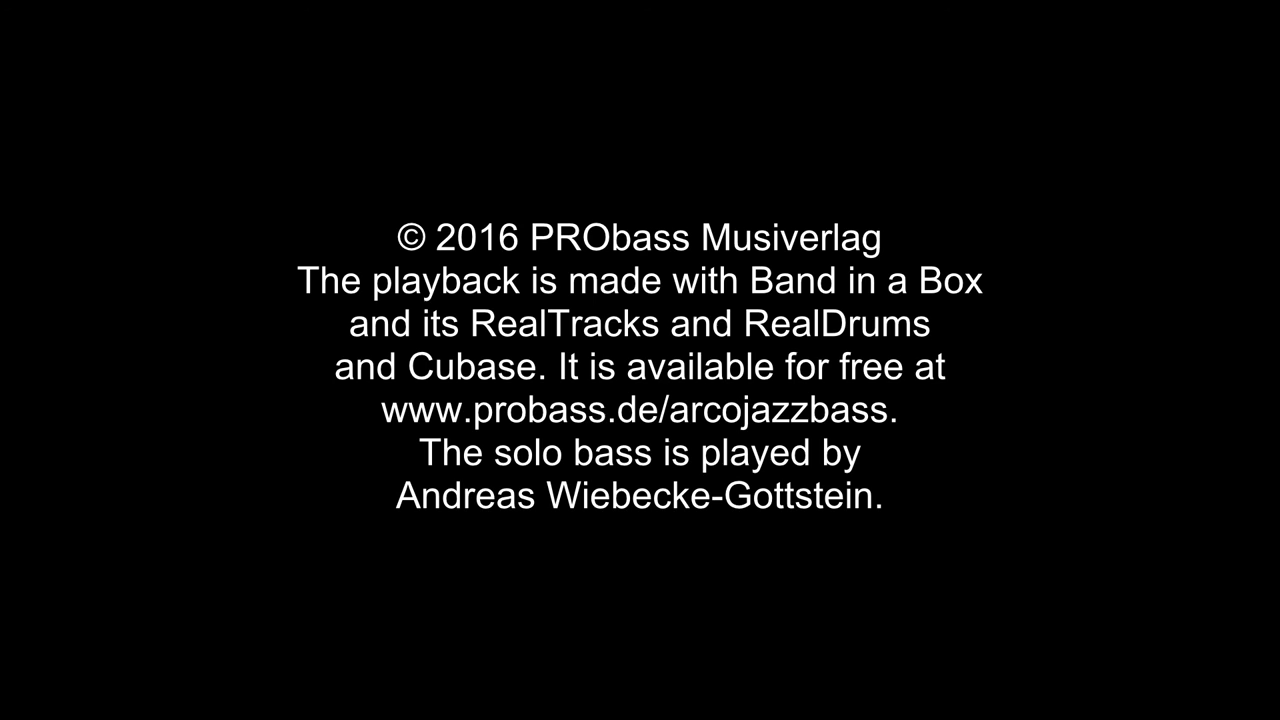 © 2016 PRObass Musiverlag
The playback is made with Band in a Box
and its RealTracks and RealDrums
and Cubase. It is available for free at
www.probass.de/arcojazzbass.
The solo bass is played by
Andreas Wiebecke-Gottstein.